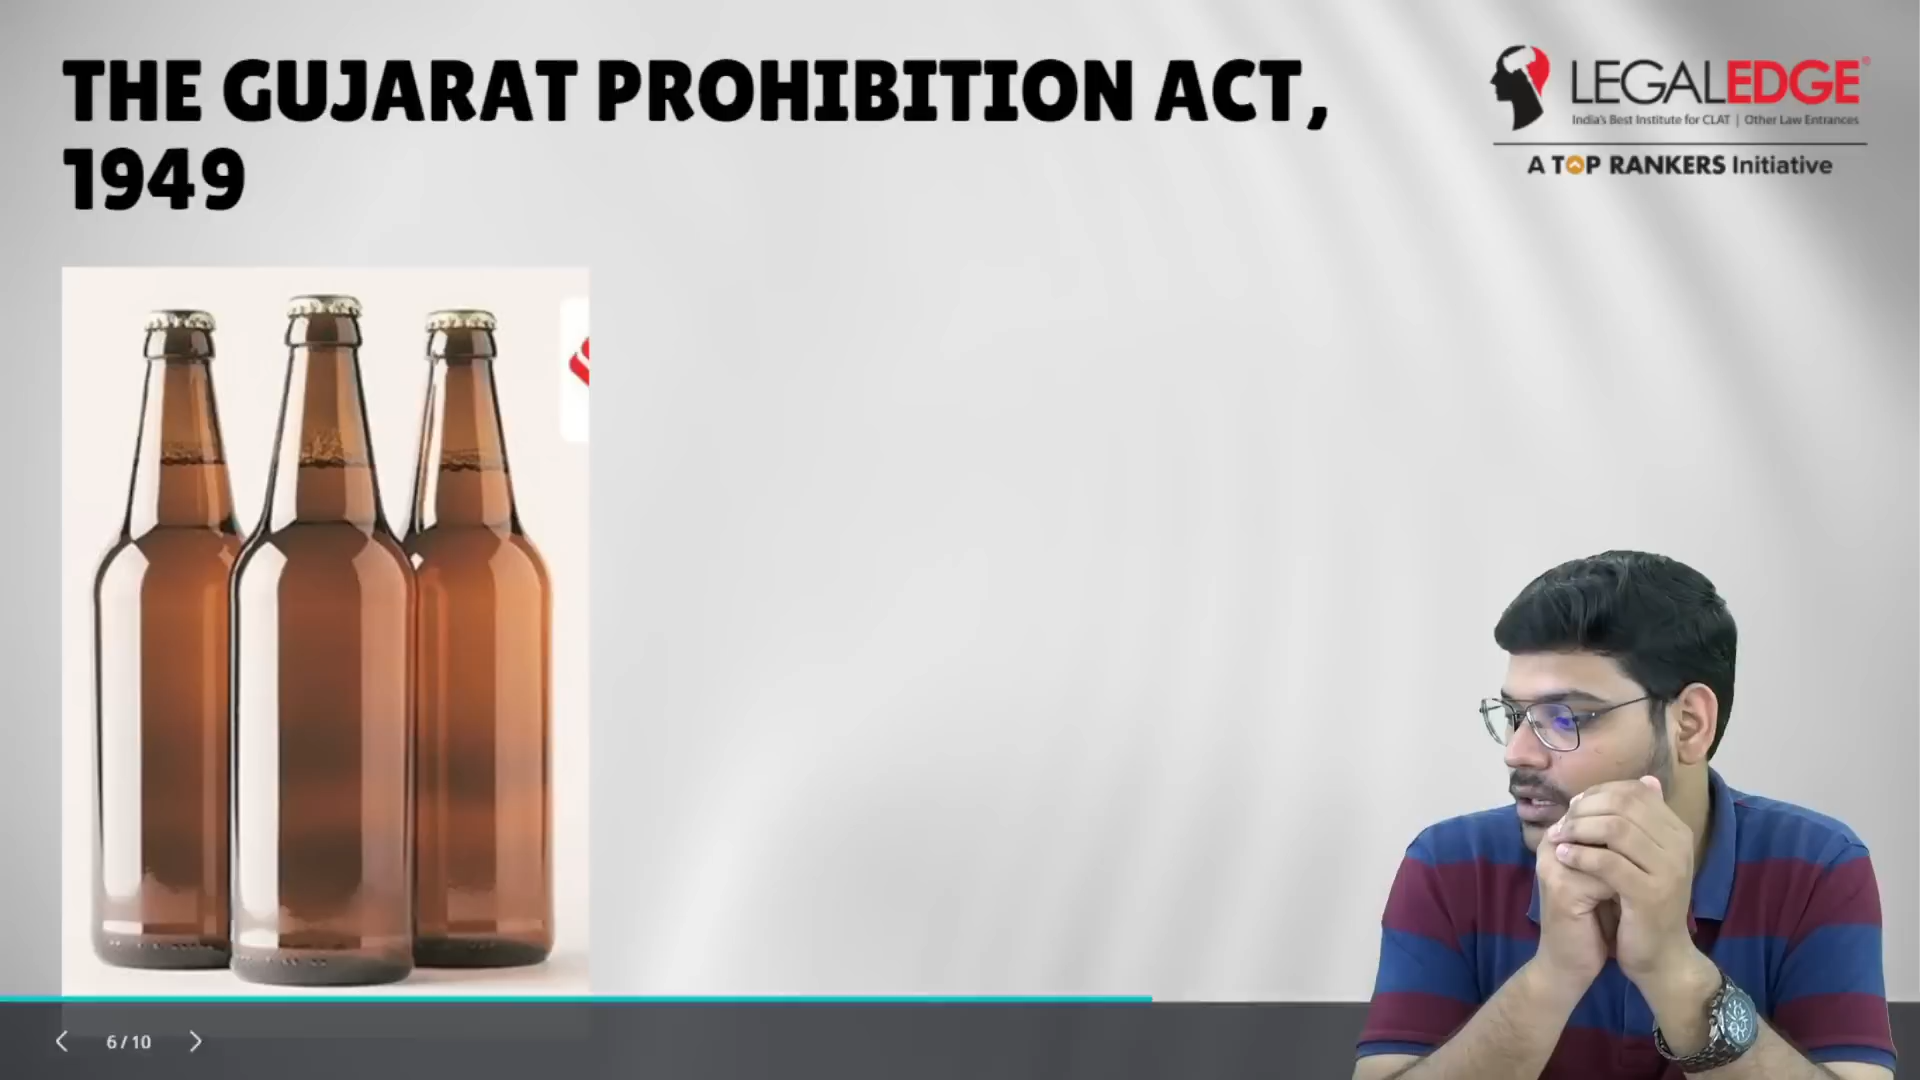 THE GUJARAT PROHIBITION ACT,
1949
LEGALEDGE®
India's Best Institute for CLAT | Other Law Entrances
A TOP RANKERS Initiative
6 / 10